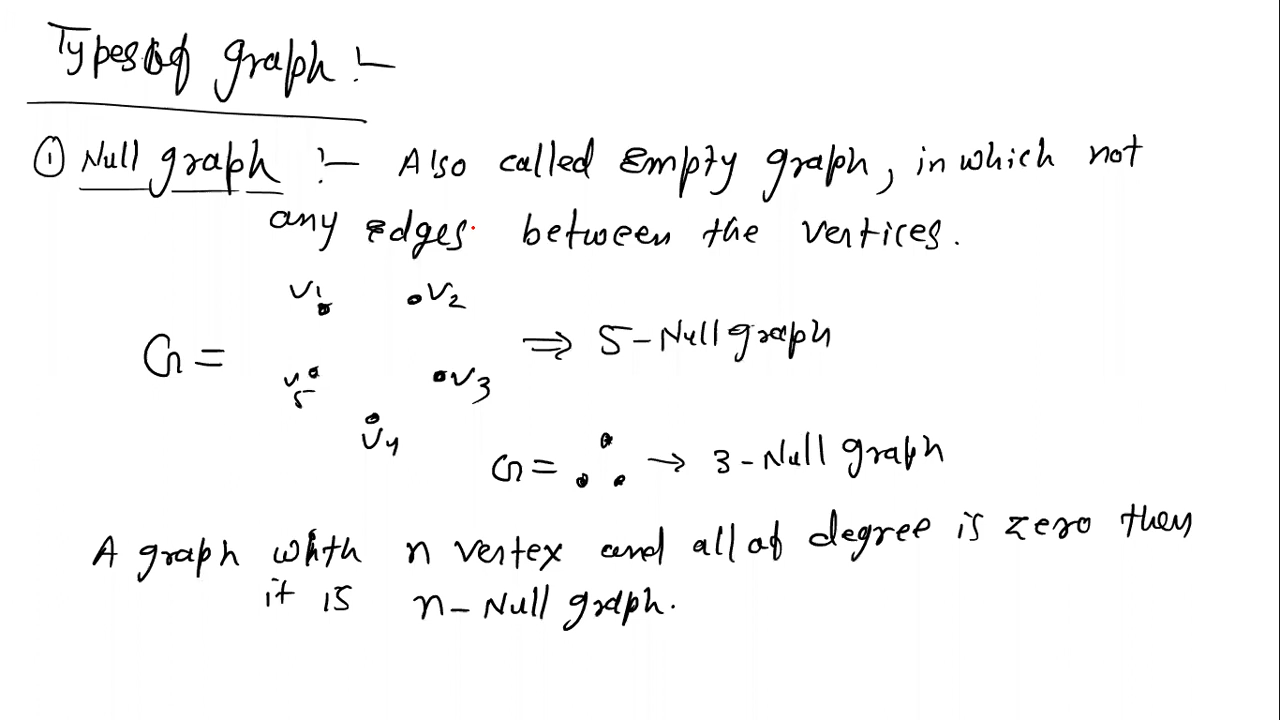 Types of graph :-
① Null graph :- Also called Empty graph, in which not
any edges between the vertices.
V1 V2
G = ⇒ 5-Null graph
V5 V3
V4
G = → 3-Null graph
A graph whith n vertex and all of degree is zero then
it is n-Null graph.